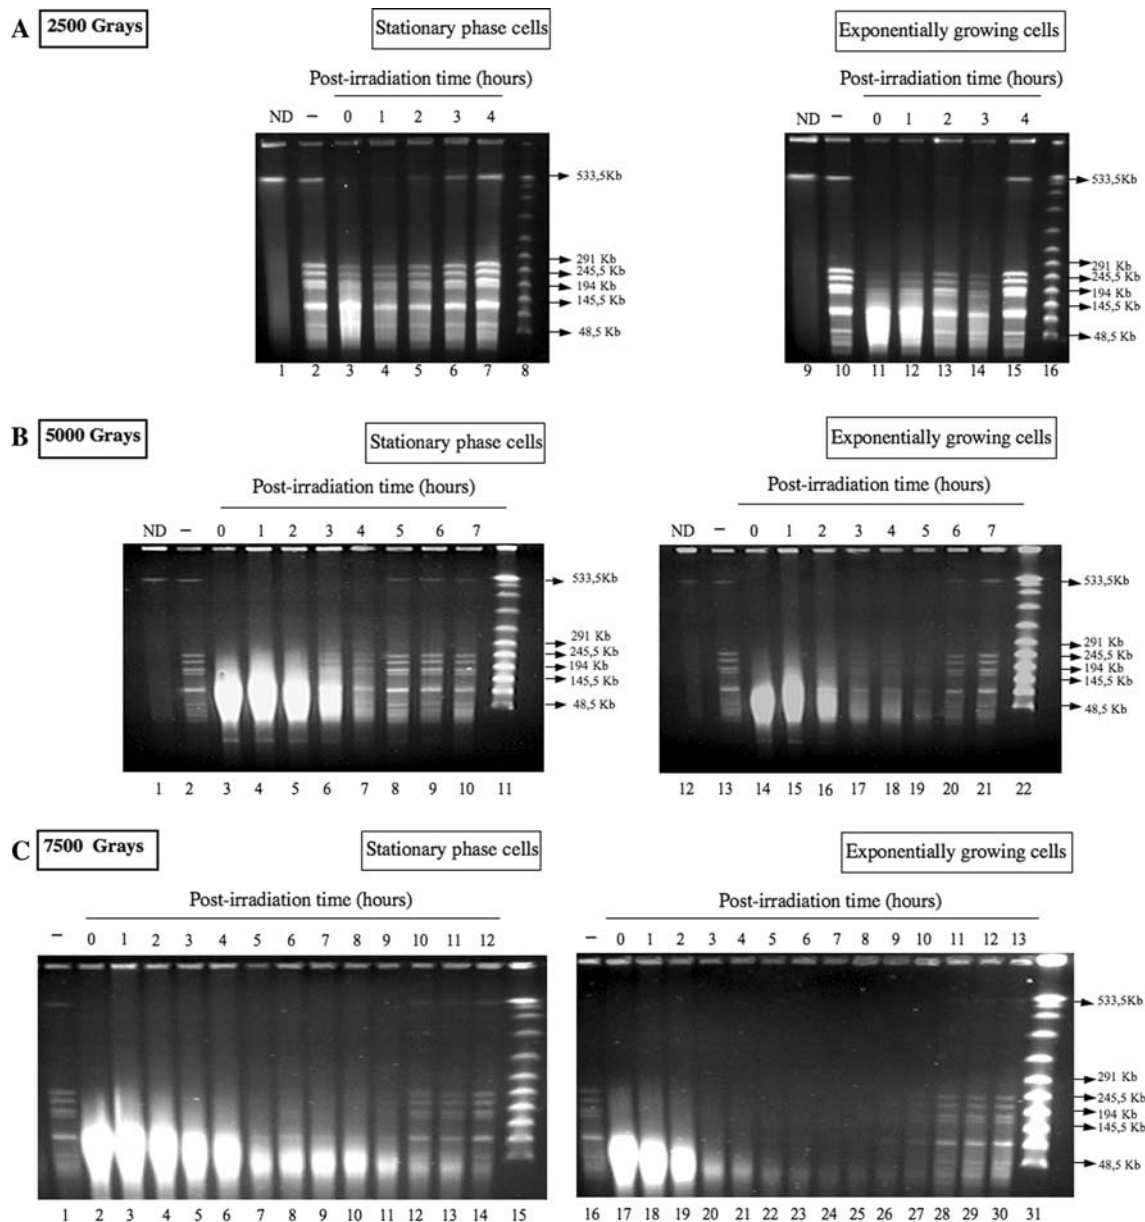 A 2500 Grays
Stationary phase cells
Exponentially growing cells
Post-irradiation time (hours)
Post-irradiation time (hours)
ND – 0 1 2 3 4
ND – 0 1 2 3 4
533,5Kb
291 Kb
245,5 Kb
194 Kb
145,5 Kb
48,5 Kb
533,5Kb
291 Kb
245,5 Kb
194 Kb
145,5 Kb
48,5 Kb
1 2 3 4 5 6 7 8
9 10 11 12 13 14 15 16
B 5000 Grays
Stationary phase cells
Exponentially growing cells
Post-irradiation time (hours)
Post-irradiation time (hours)
ND – 0 1 2 3 4 5 6 7
ND – 0 1 2 3 4 5 6 7
533,5Kb
291 Kb
245,5 Kb
194 Kb
145,5 Kb
48,5 Kb
533,5Kb
291 Kb
245,5 Kb
194 Kb
145,5 Kb
48,5 Kb
1 2 3 4 5 6 7 8 9 10 11
12 13 14 15 16 17 18 19 20 21 22
C 7500 Grays
Stationary phase cells
Exponentially growing cells
Post-irradiation time (hours)
Post-irradiation time (hours)
– 0 1 2 3 4 5 6 7 8 9 10 11 12
– 0 1 2 3 4 5 6 7 8 9 10 11 12 13
533,5Kb
291 Kb
245,5 Kb
194 Kb
145,5 Kb
48,5 Kb
1 2 3 4 5 6 7 8 9 10 11 12 13 14 15
16 17 18 19 20 21 22 23 24 25 26 27 28 29 30 31